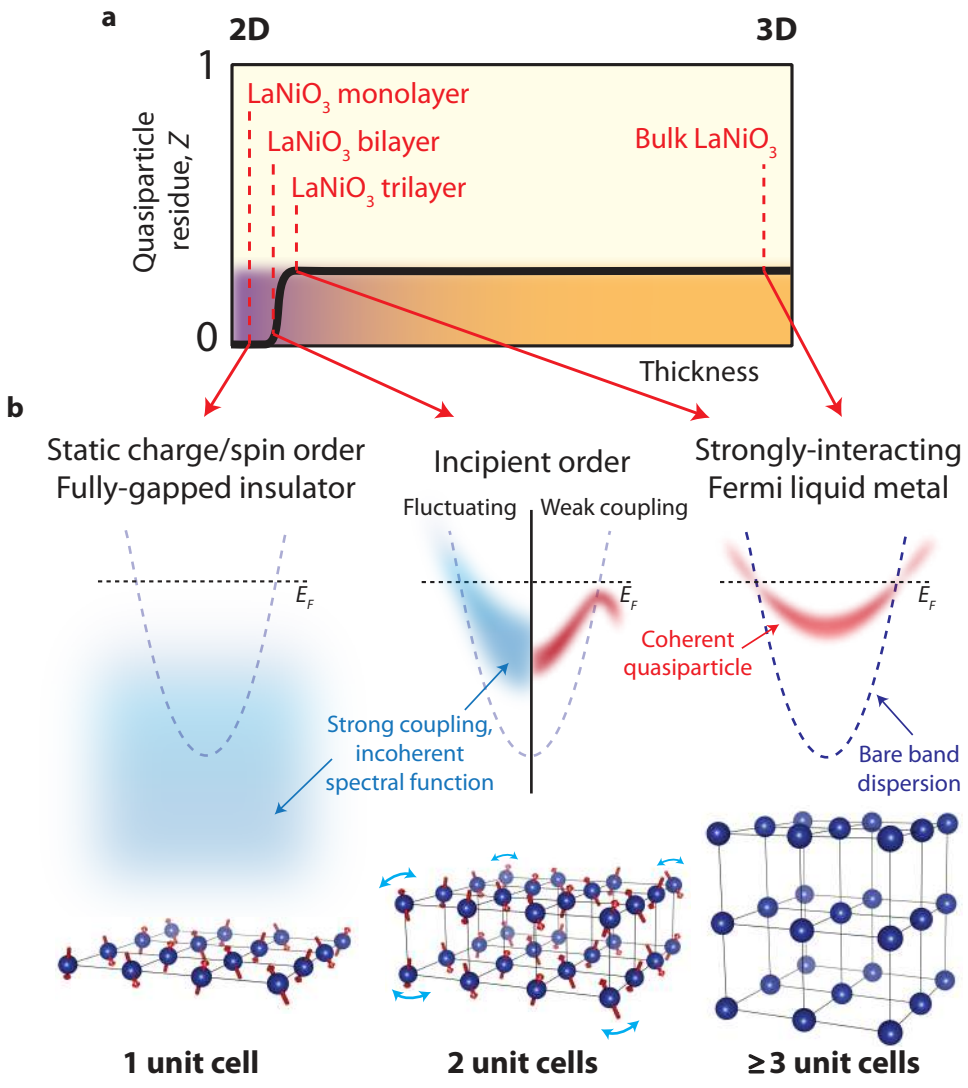 a
2D
3D
1
Quasiparticle
residue, Z
0
LaNiO3 monolayer
LaNiO3 bilayer
LaNiO3 trilayer
Bulk LaNiO3
Thickness
b
Static charge/spin order
Fully-gapped insulator
Incipient order
Strongly-interacting
Fermi liquid metal
Fluctuating
Weak coupling
EF
EF
EF
Coherent
quasiparticle
Strong coupling,
incoherent
spectral function
Bare band
dispersion
1 unit cell
2 unit cells
≥ 3 unit cells